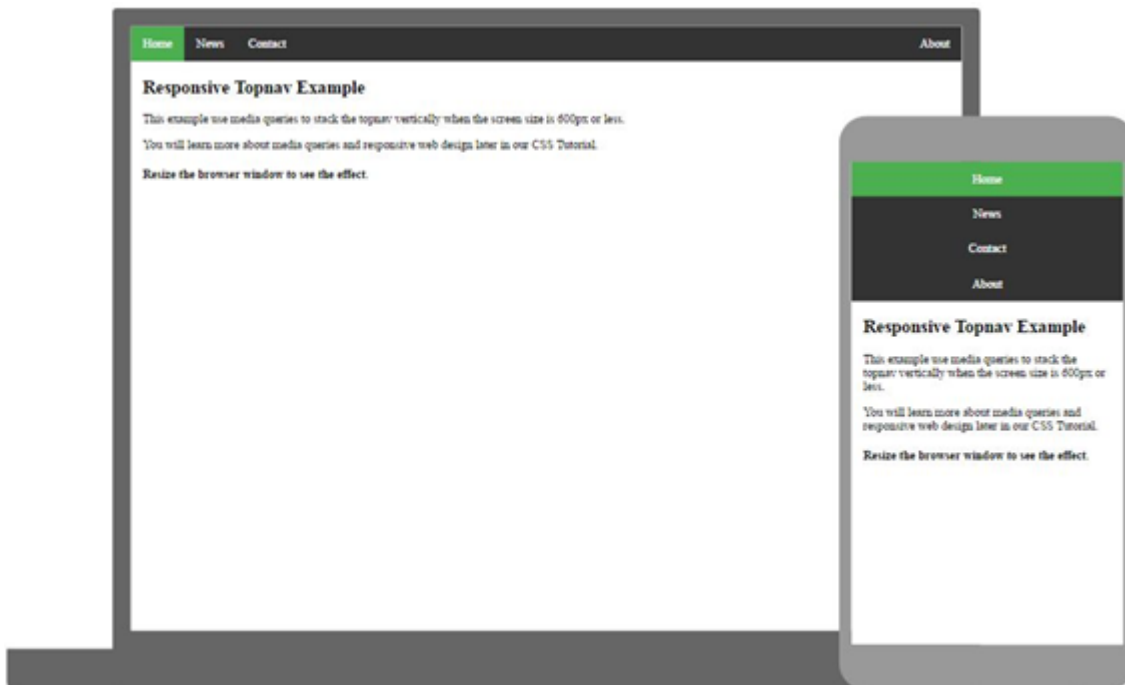 Home News Contact About
Responsive Topnav Example
This example use media queries to stack the topnav vertically when the screen size is 600px or less.
You will learn more about media queries and responsive web design later in our CSS Tutorial.
Resize the browser window to see the effect.
Home
News
Contact
About
Responsive Topnav Example
This example use media queries to stack the
topnav vertically when the screen size is 600px or
less.
You will learn more about media queries and
responsive web design later in our CSS Tutorial.
Resize the browser window to see the effect.